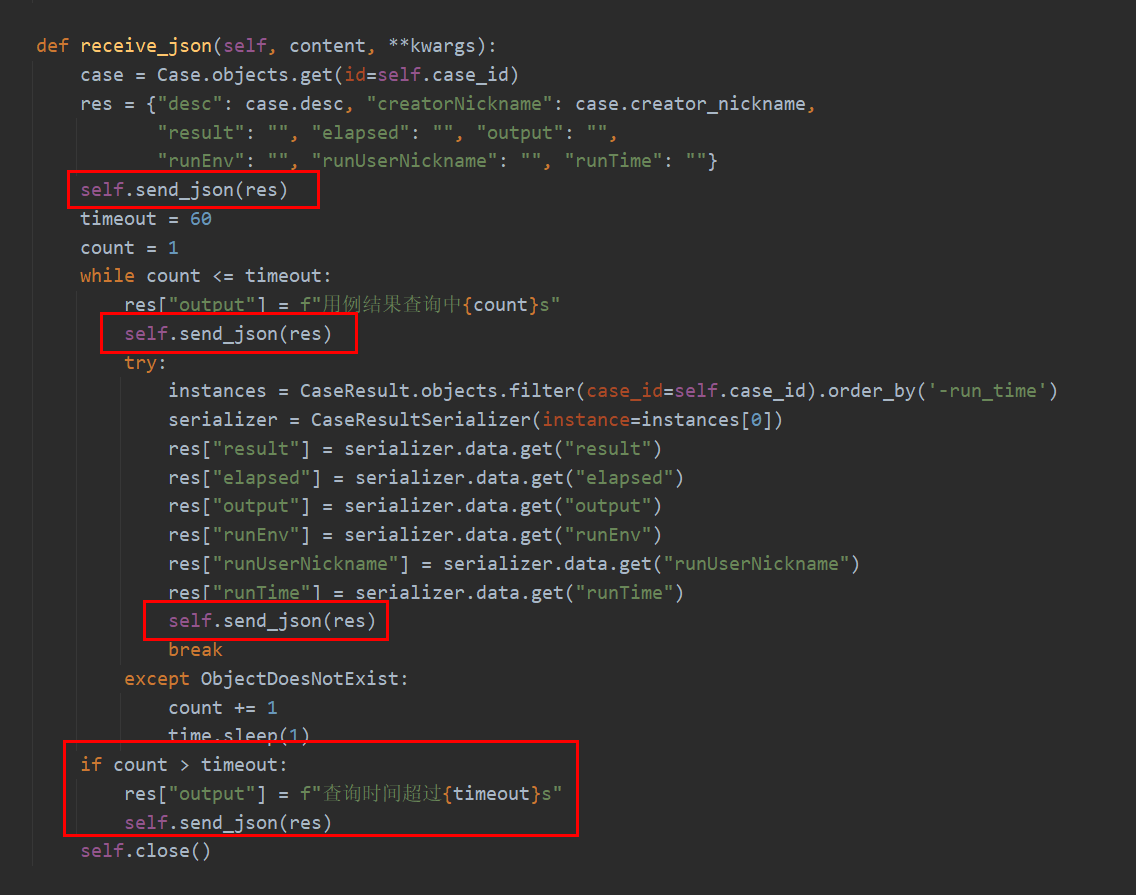 def receive_json(self, content, **kwargs):
case = Case.objects.get(id=self.case_id)
res = {"desc": case.desc, "creatorNickname": case.creator_nickname,
"result": "", "elapsed": "", "output": "",
"runEnv": "", "runUserNickname": "", "runTime": ""}
self.send_json(res)
timeout = 60
count = 1
while count <= timeout:
res["output"] = f"用例结果查询中{count}s"
self.send_json(res)
try:
instances = CaseResult.objects.filter(case_id=self.case_id).order_by('-run_time')
serializer = CaseResultSerializer(instance=instances[0])
res["result"] = serializer.data.get("result")
res["elapsed"] = serializer.data.get("elapsed")
res["output"] = serializer.data.get("output")
res["runEnv"] = serializer.data.get("runEnv")
res["runUserNickname"] = serializer.data.get("runUserNickname")
res["runTime"] = serializer.data.get("runTime")
self.send_json(res)
break
except ObjectDoesNotExist:
count += 1
time.sleep(1)
if count > timeout:
res["output"] = f"查询时间超过{timeout}s"
self.send_json(res)
self.close()